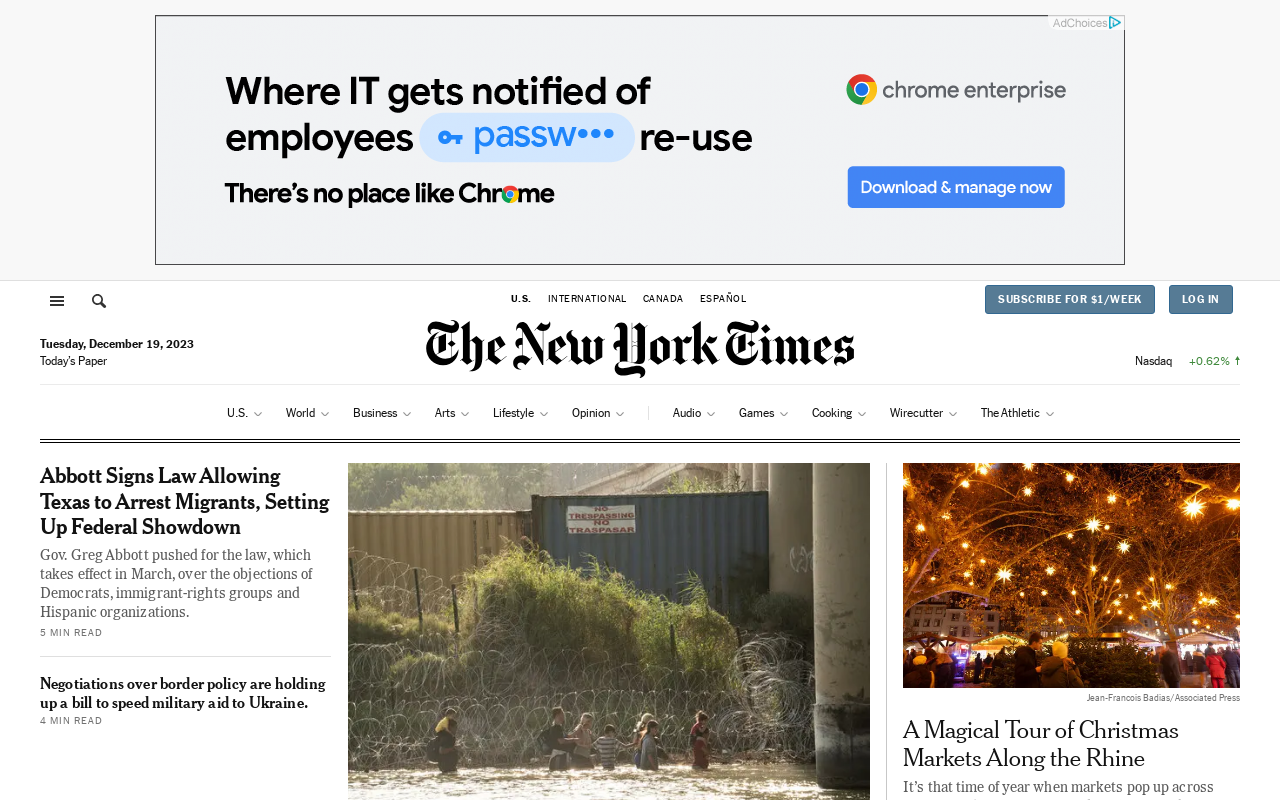 AdChoices
Where IT gets notified of
employees passw••• re-use
There's no place like Chrome
chrome enterprise
Download & manage now
U.S. INTERNATIONAL CANADA ESPAÑOL
SUBSCRIBE FOR $1/WEEK LOG IN
The New York Times
Tuesday, December 19, 2023
Today's Paper
Nasdaq +0.62% ↑
U.S. World Business Arts Lifestyle Opinion Audio Games Cooking Wirecutter The Athletic
Abbott Signs Law Allowing
Texas to Arrest Migrants, Setting
Up Federal Showdown
Gov. Greg Abbott pushed for the law, which
takes effect in March, over the objections of
Democrats, immigrant-rights groups and
Hispanic organizations.
5 MIN READ
Negotiations over border policy are holding
up a bill to speed military aid to Ukraine.
4 MIN READ
NO
TRESPASSING
NO
TRASPASAR
Jean-Francois Badias/Associated Press
A Magical Tour of Christmas
Markets Along the Rhine
It's that time of year when markets pop up across